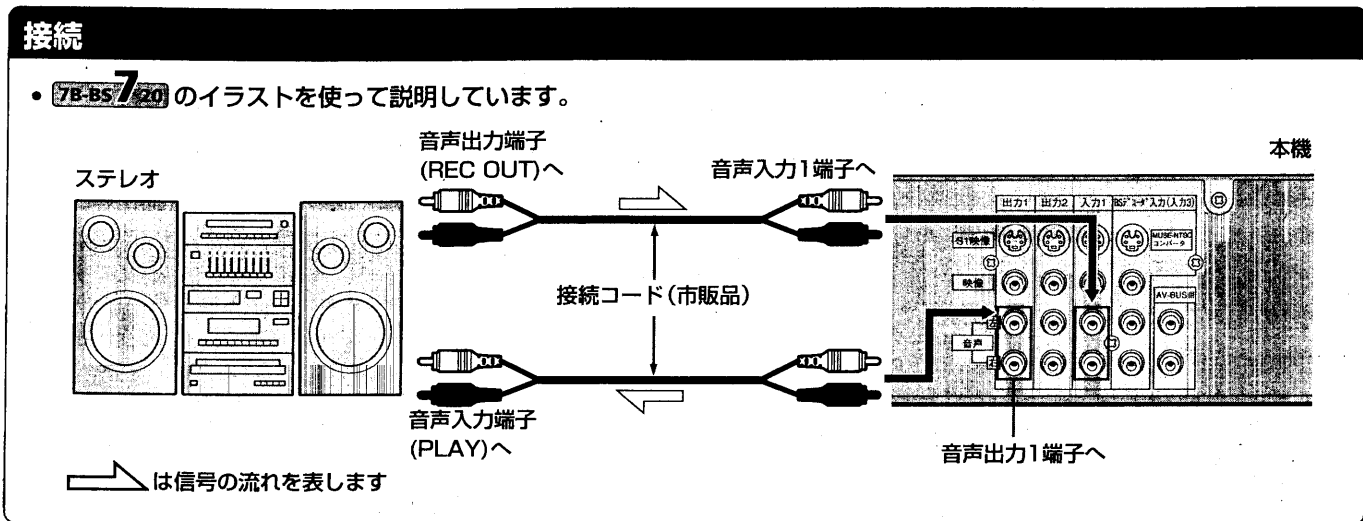 接続
• 7B-BS7 20 のイラストを使って説明しています。
音声出力端子
(REC OUT)へ
音声入力1端子へ
本機
ステレオ
出力1 出力2 入力1 BSデコーダ入力(入力3)
S1映像
MUSE-NTSC
コンバータ
映像
AV-BUS
音声
接続コード(市販品)
音声入力端子
(PLAY)へ
音声出力1端子へ
は信号の流れを表します